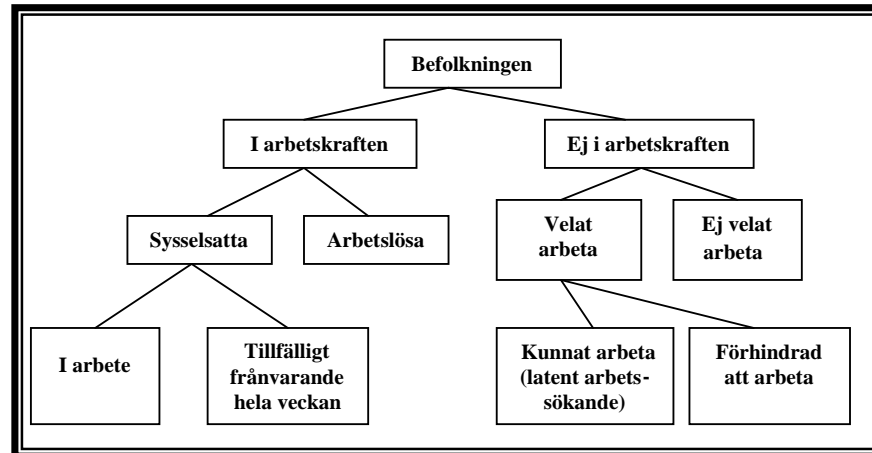 Befolkningen
I arbetskraften
Ej i arbetskraften
Sysselsatta
Arbetslösa
Velat
arbeta
Ej velat
arbeta
I arbete
Tillfälligt
frånvarande
hela veckan
Kunnat arbeta
(latent arbets-
sökande)
Förhindrad
att arbeta